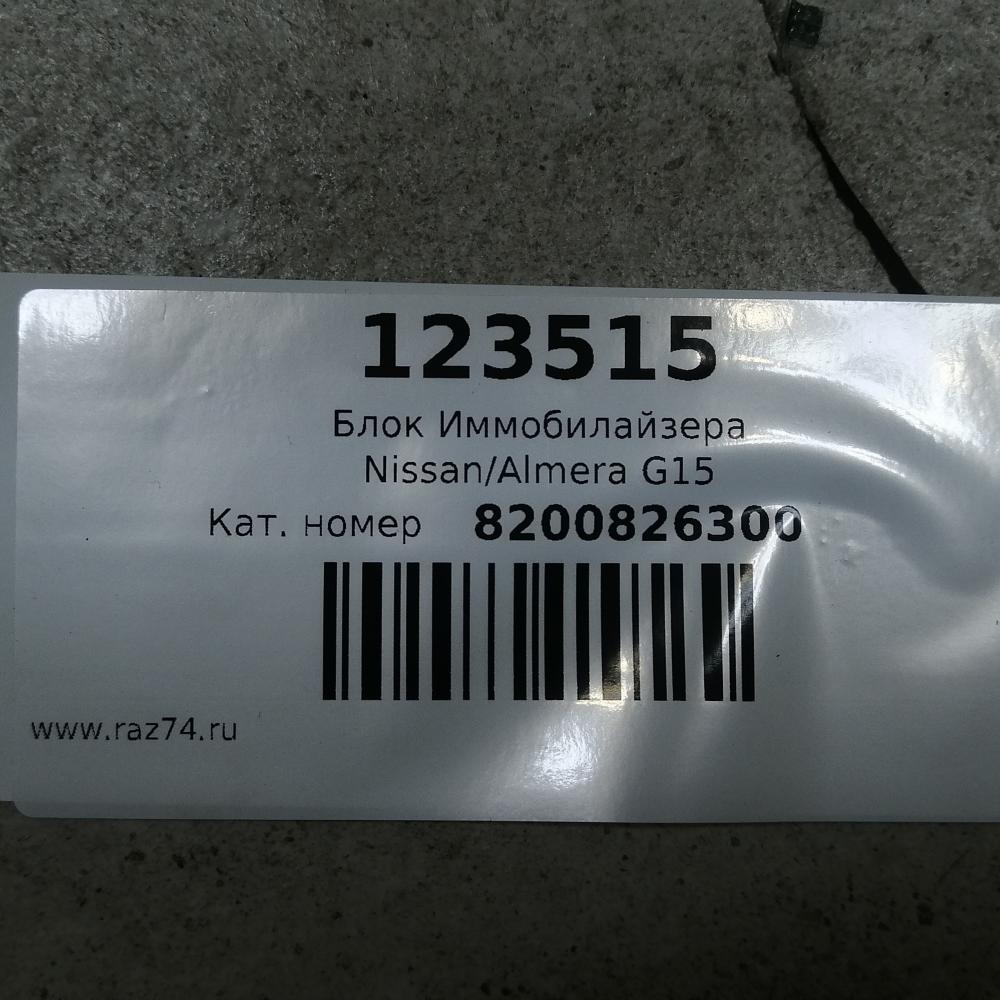 123515
Блок Иммобилайзера
Nissan/Almera G15
Кат. номер 8200826300
www.raz74.ru